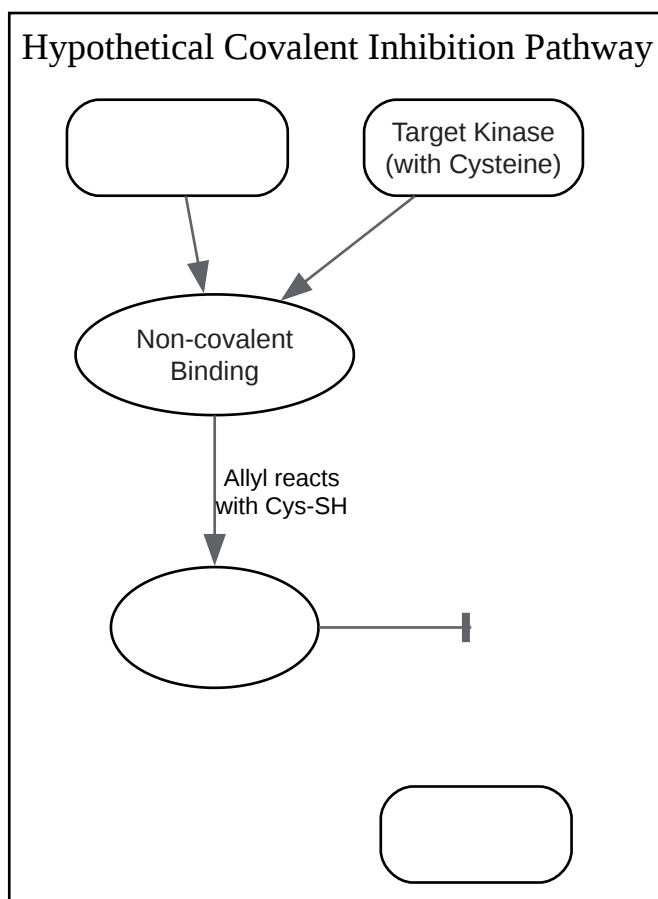 Hypothetical Covalent Inhibition Pathway
Target Kinase
(with Cysteine)
Non-covalent
Binding
Allyl reacts
with Cys-SH